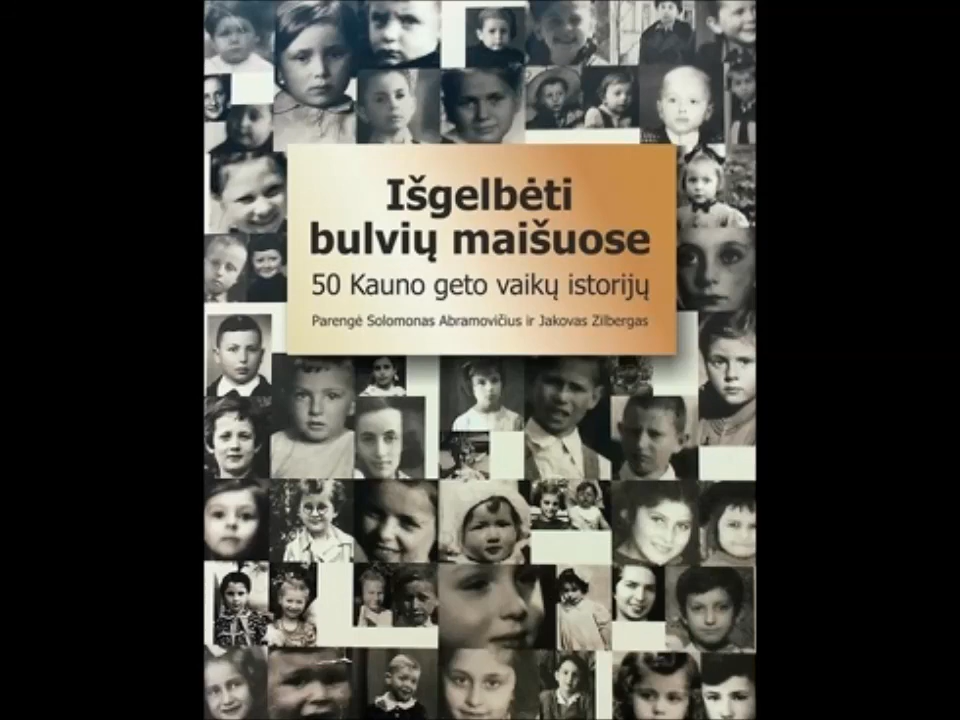 Išgelbėti
bulvių maišuose
50 Kauno geto vaikų istorijų
Parengė Solomonas Abramovičius ir Jakovas Zilbergas